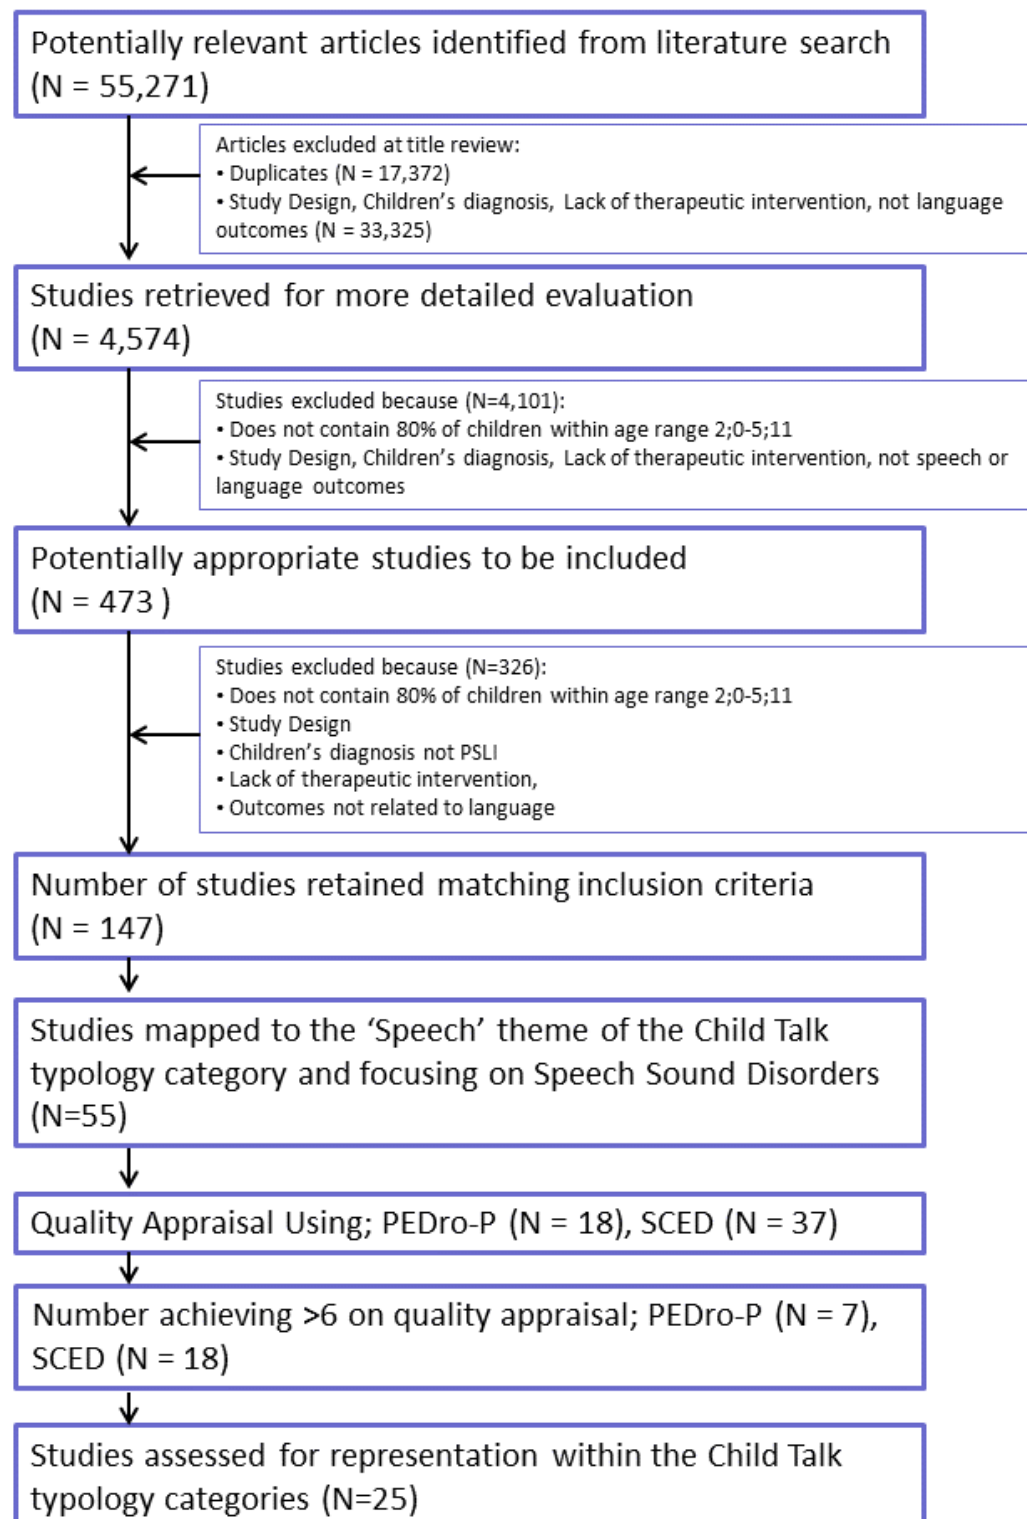 Potentially relevant articles identified from literature search
(N = 55,271)
Articles excluded at title review:
• Duplicates (N = 17,372)
• Study Design, Children’s diagnosis, Lack of therapeutic intervention, not language
outcomes (N = 33,325)
Studies retrieved for more detailed evaluation
(N = 4,574)
Studies excluded because (N=4,101):
• Does not contain 80% of children within age range 2;0-5;11
• Study Design, Children’s diagnosis, Lack of therapeutic intervention, not speech or
language outcomes
Potentially appropriate studies to be included
(N = 473 )
Studies excluded because (N=326):
• Does not contain 80% of children within age range 2;0-5;11
• Study Design
• Children’s diagnosis not PSLI
• Lack of therapeutic intervention,
• Outcomes not related to language
Number of studies retained matching inclusion criteria
(N = 147)
Studies mapped to the ‘Speech’ theme of the Child Talk
typology category and focusing on Speech Sound Disorders
(N=55)
Quality Appraisal Using; PEDro-P (N = 18), SCED (N = 37)
Number achieving >6 on quality appraisal; PEDro-P (N = 7),
SCED (N = 18)
Studies assessed for representation within the Child Talk
typology categories (N=25)